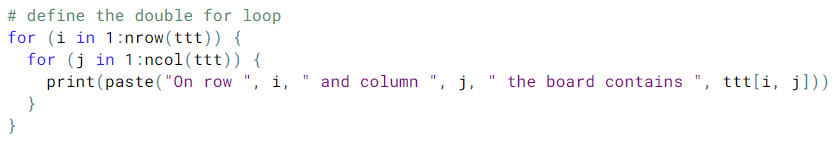 # define the double for loop
for (i in 1:nrow(ttt)) {
  for (j in 1:ncol(ttt)) {
    print(paste("On row ", i, " and column ", j, " the board contains ", ttt[i, j]))
  }
}